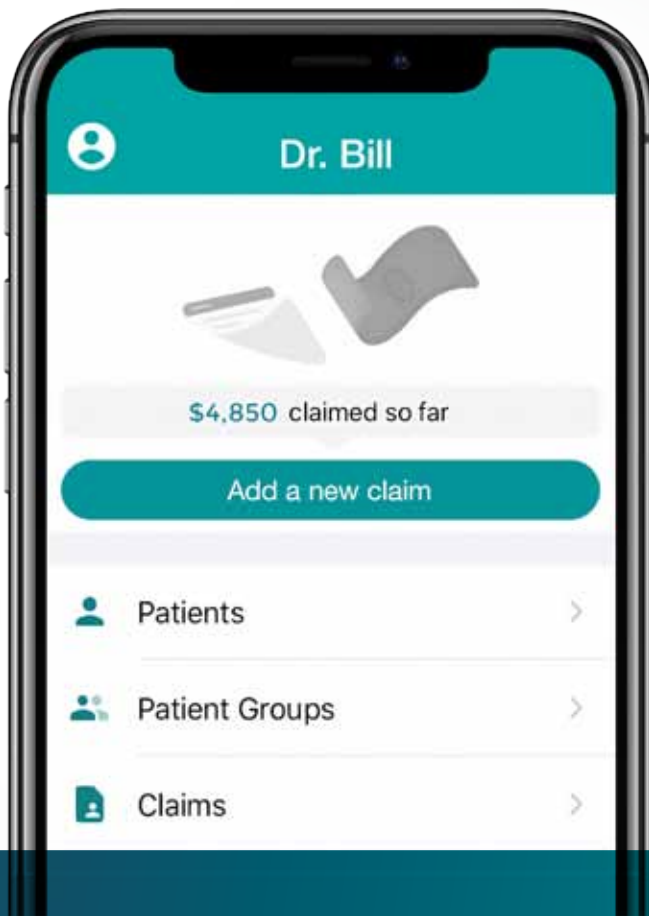 Dr. Bill
$4,850 claimed so far
Add a new claim
Patients
Patient Groups
Claims